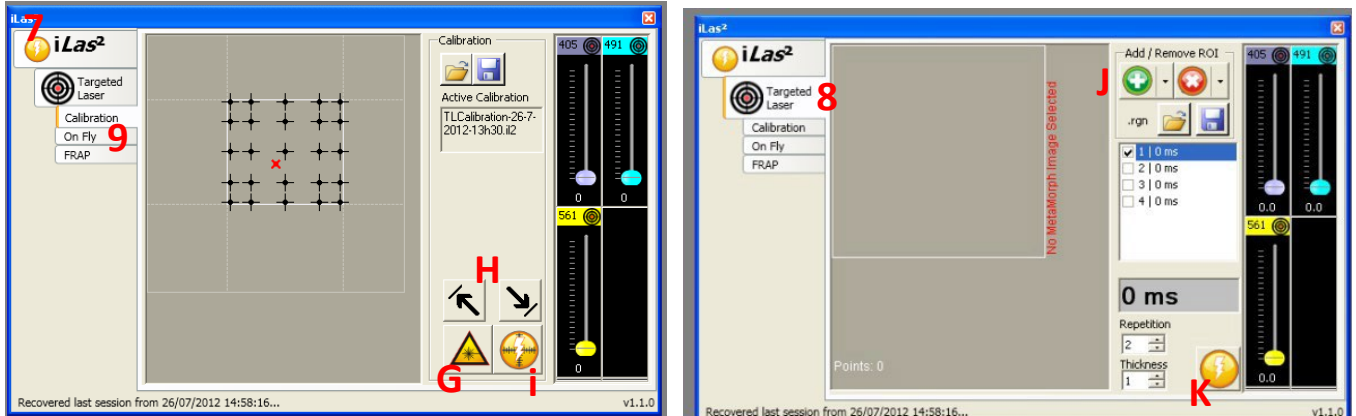 iLas²
7
iLas²
Targeted
Laser
Calibration
9
On Fly
FRAP
Calibration
Active Calibration
TLCalibration-26-7-
2012-13h30.il2
H
G
i
405
491
0
0
561
0
Recovered last session from 26/07/2012 14:58:16...
v1.1.0
iLas²
iLas²
Targeted
Laser
8
Calibration
On Fly
FRAP
No MetaMorph Image Selected
Points: 0
Add / Remove ROI
J
.rgn
1 | 0 ms
2 | 0 ms
3 | 0 ms
4 | 0 ms
0 ms
Repetition
2
Thickness
1
K
405
491
0.0
0.0
561
0.0
Recovered last session from 26/07/2012 14:58:16...
v1.1.0